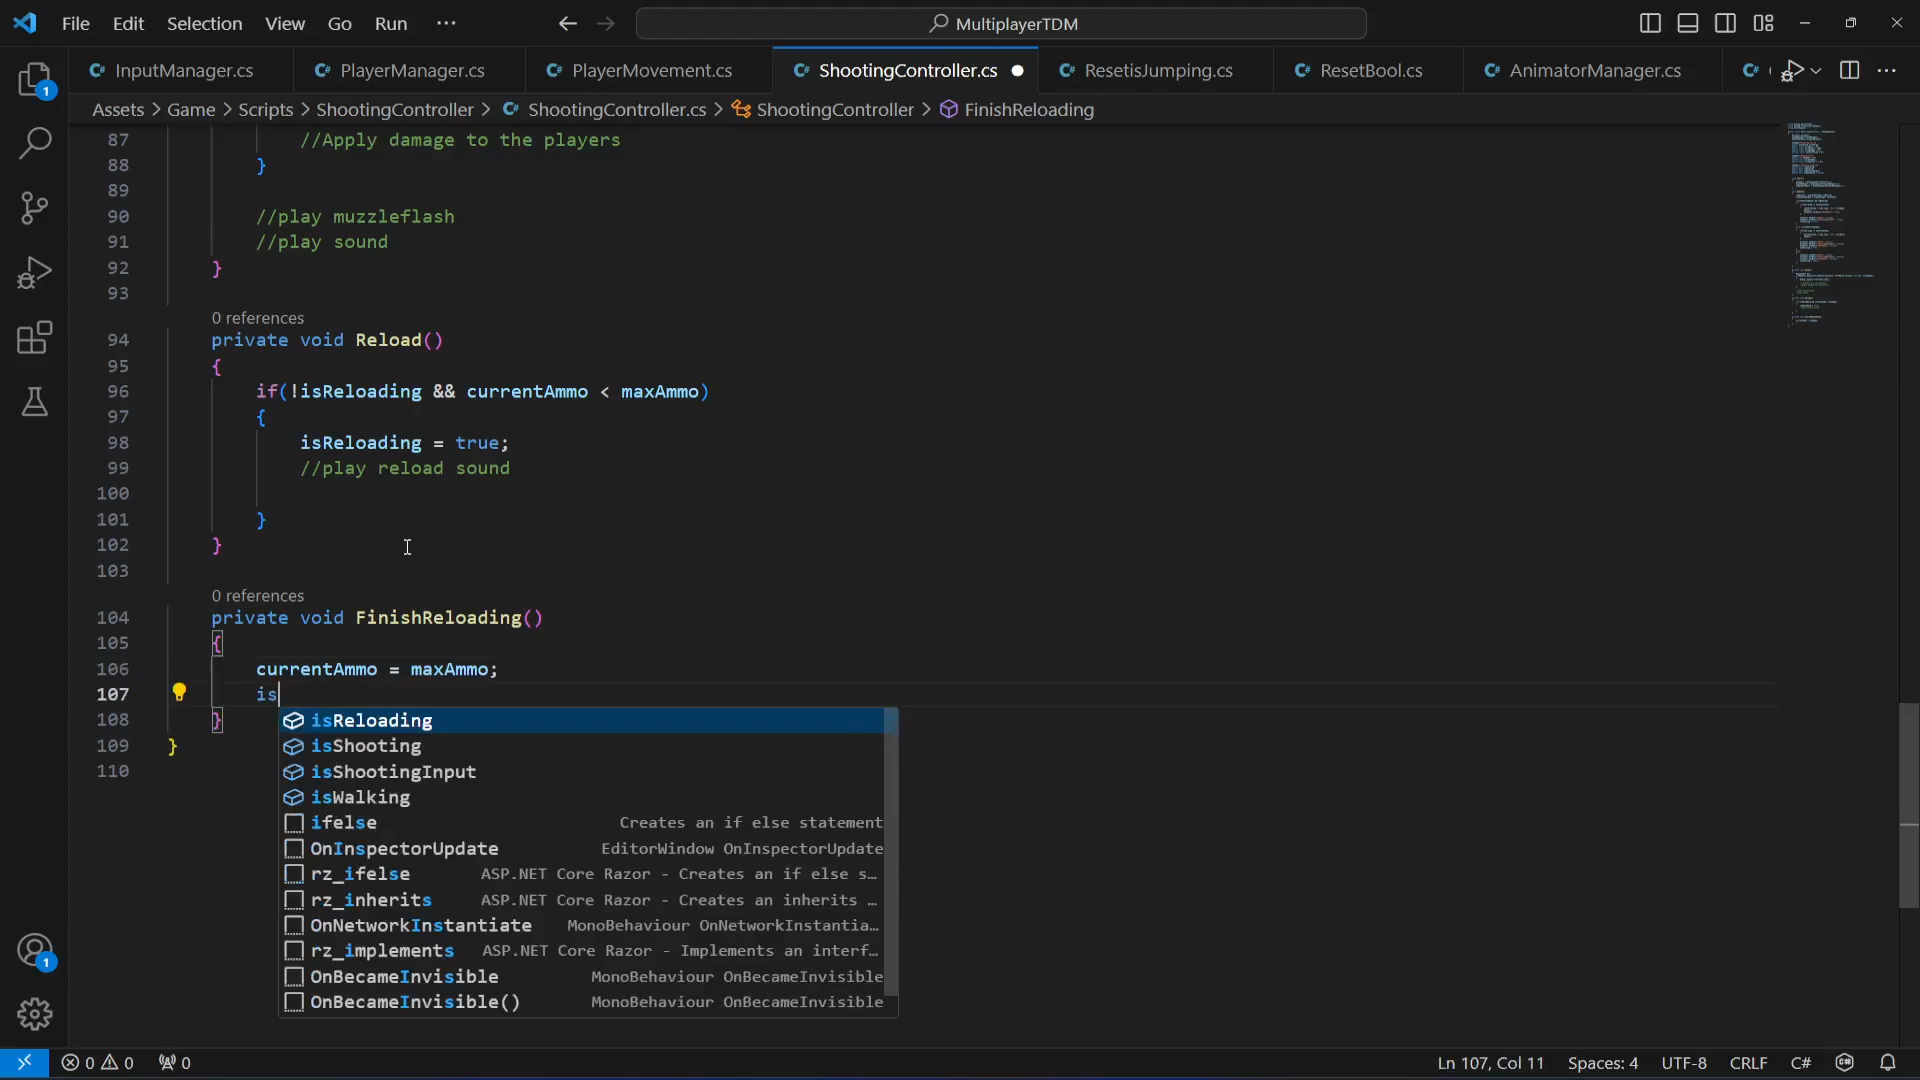 File Edit Selection View Go Run ··· MultiplayerTDM
InputManager.cs PlayerManager.cs PlayerMovement.cs ShootingController.cs ResetisJumping.cs ResetBool.cs AnimatorManager.cs
Assets > Game > Scripts > ShootingController > ShootingController.cs > ShootingController > FinishReloading
87 //Apply damage to the players
88 }
89
90 //play muzzleflash
91 //play sound
92 }
93
0 references
94 private void Reload()
95 {
96 if(!isReloading && currentAmmo < maxAmmo)
97 {
98 isReloading = true;
99 //play reload sound
100
101 }
102 }
103
0 references
104 private void FinishReloading()
105 {
106 currentAmmo = maxAmmo;
107 is
108 }
109 }
110
isReloading
isShooting
isShootingInput
isWalking
ifelse Creates an if else statement
OnInspectorUpdate EditorWindow OnInspectorUpdate
rz_ifelse ASP.NET Core Razor - Creates an if else s…
rz_inherits ASP.NET Core Razor - Creates an inherits …
OnNetworkInstantiate MonoBehaviour OnNetworkInstantia…
rz_implements ASP.NET Core Razor - Implements an interf…
OnBecameInvisible MonoBehaviour OnBecameInvisible
OnBecameInvisible() MonoBehaviour OnBecameInvisible
1
1
0 0 0 Ln 107, Col 11 Spaces: 4 UTF-8 CRLF C#